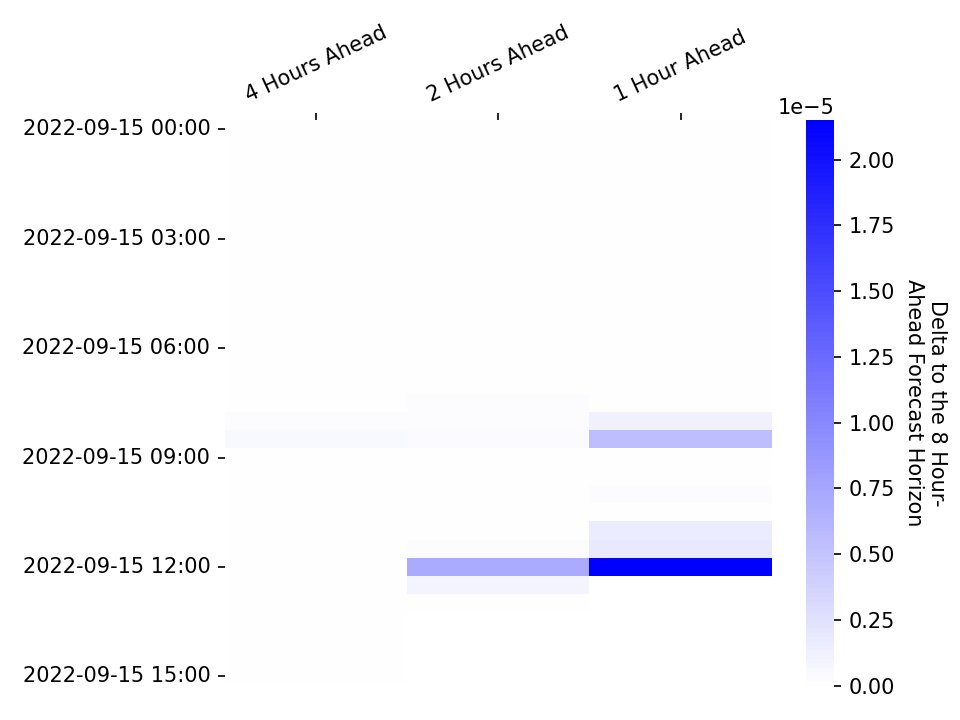 4 Hours Ahead
2 Hours Ahead
1 Hour Ahead
1e−5
2022-09-15 00:00
2022-09-15 03:00
2022-09-15 06:00
2022-09-15 09:00
2022-09-15 12:00
2022-09-15 15:00
2.00
1.75
1.50
1.25
1.00
0.75
0.50
0.25
0.00
Delta to the 8 Hour-
Ahead Forecast Horizon